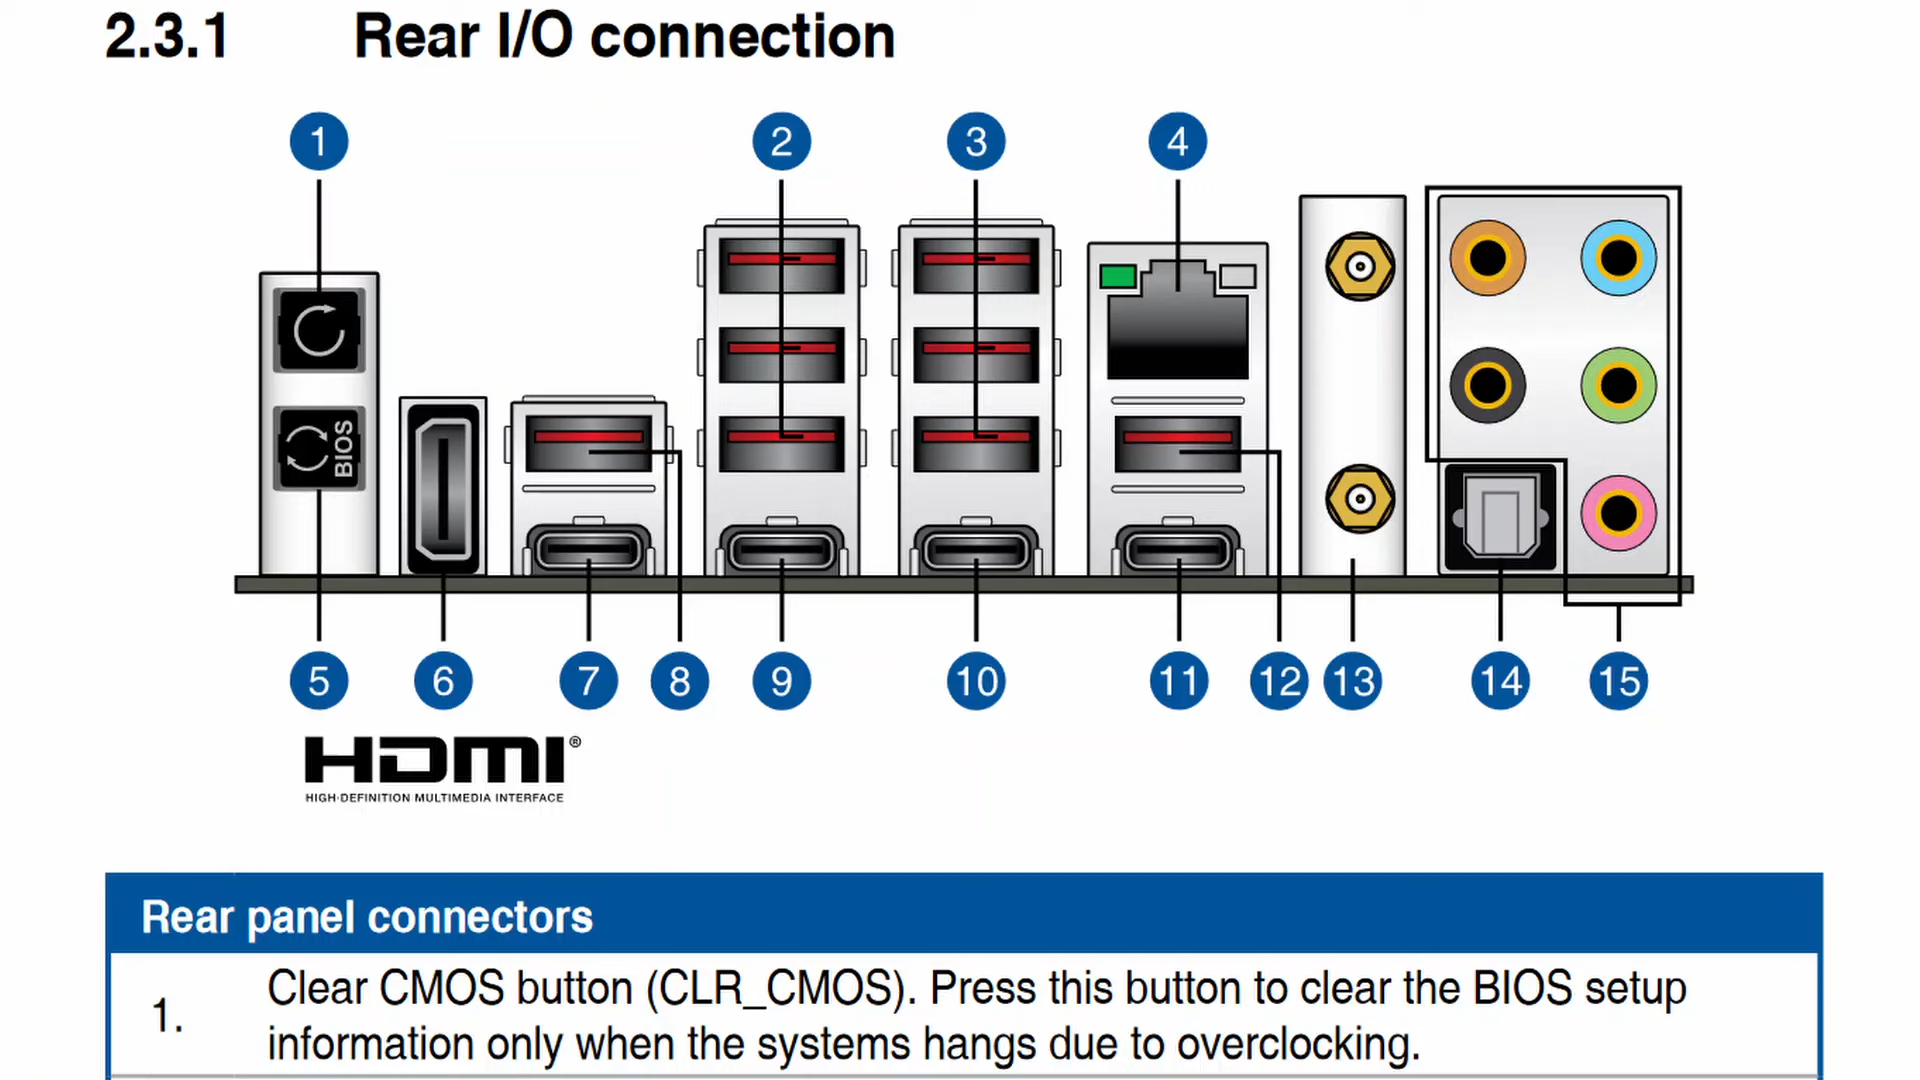 2.3.1 Rear I/O connection
1 2 3 4
BIOS
5 6 7 8 9 10 11 12 13 14 15
HDMI®
HIGH-DEFINITION MULTIMEDIA INTERFACE
Rear panel connectors
1. Clear CMOS button (CLR_CMOS). Press this button to clear the BIOS setup
information only when the systems hangs due to overclocking.